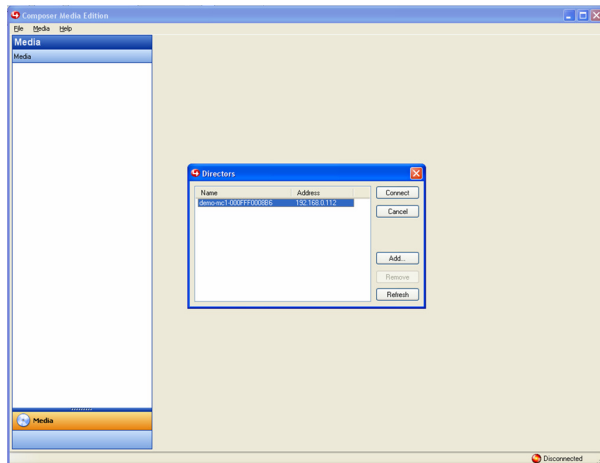 Composer Media Edition
File Media Help
Media
Media
Directors
Name Address
demo-mc1-000FFF0008B6 192.168.0.112
Connect
Cancel
Add...
Remove
Refresh
Media
Disconnected